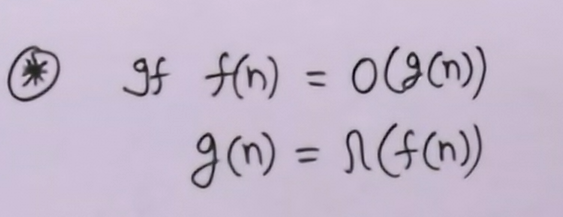 ⊛ If f(n) = O(g(n))
g(n) = Ω(f(n))